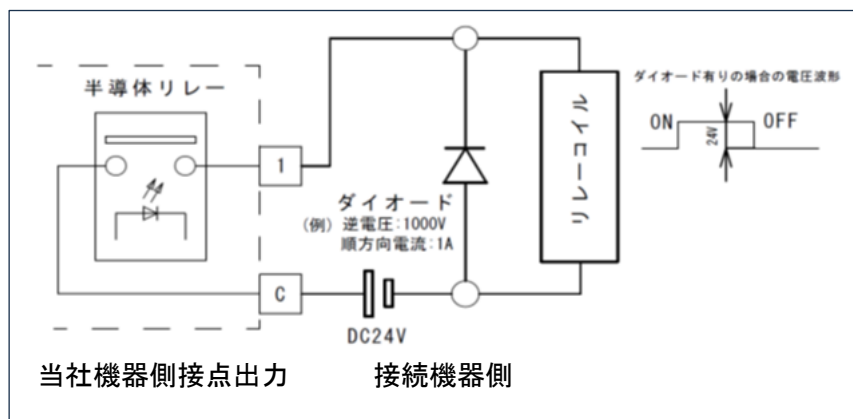 半導体リレー
1
C
DC24V
ダイオード
(例) 逆電圧:1000V
順方向電流:1A
リレーコイル
ダイオード有りの場合の電圧波形
ON
24V
OFF
当社機器側接点出力
接続機器側